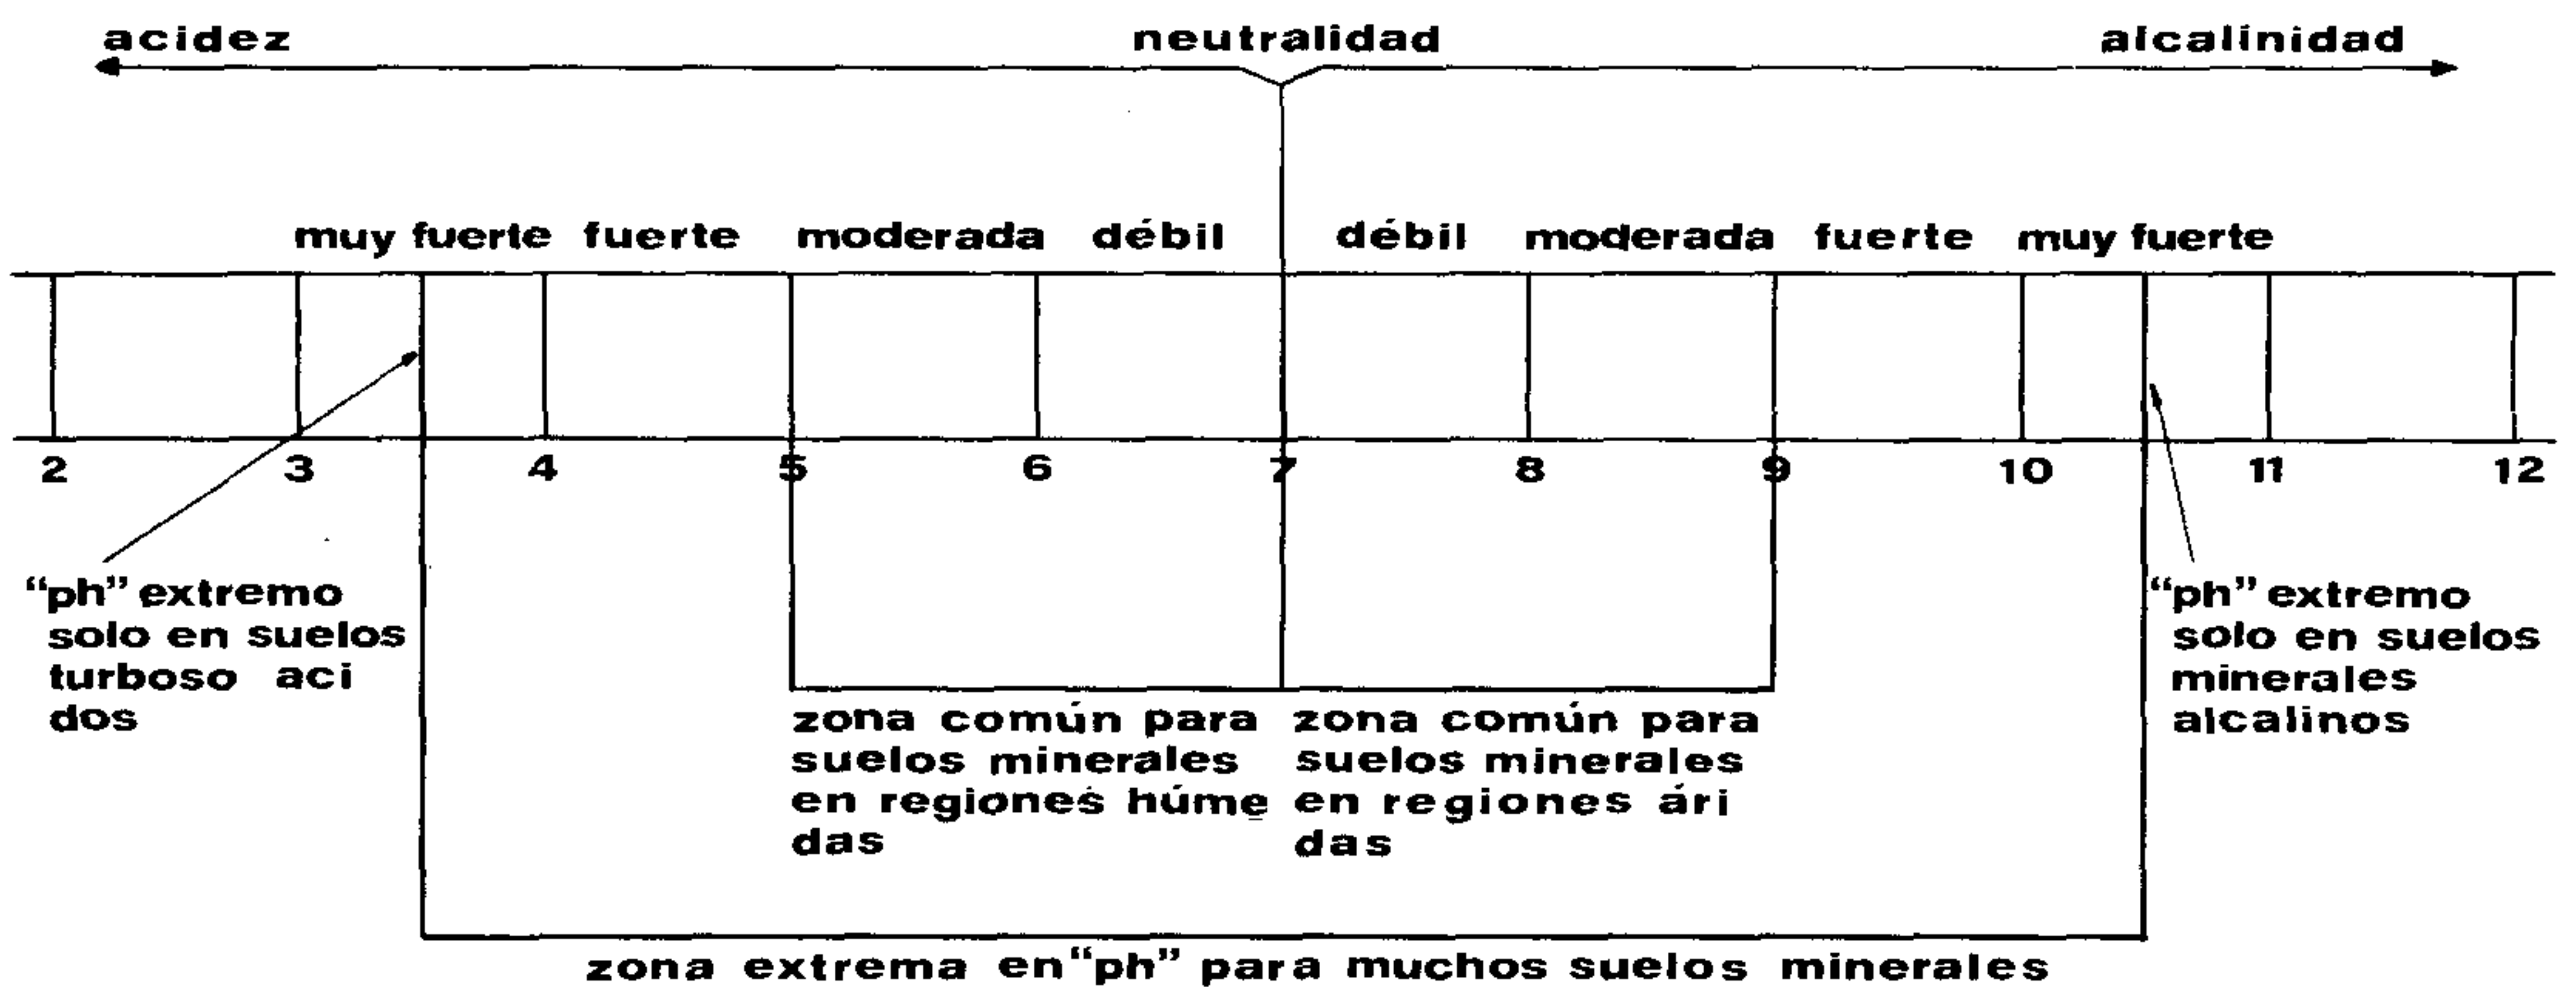 acidez neutralidad alcalinidad
muy fuerte fuerte moderada débil débil moderada fuerte muy fuerte
2 3 4 5 6 7 8 9 10 11 12
“ph” extremo
solo en suelos
turboso aci
dos
zona común para
suelos minerales
en regiones húme
das
zona común para
suelos minerales
en regiones ári
das
“ph” extremo
solo en suelos
minerales
alcalinos
zona extrema en “ph” para muchos suelos minerales